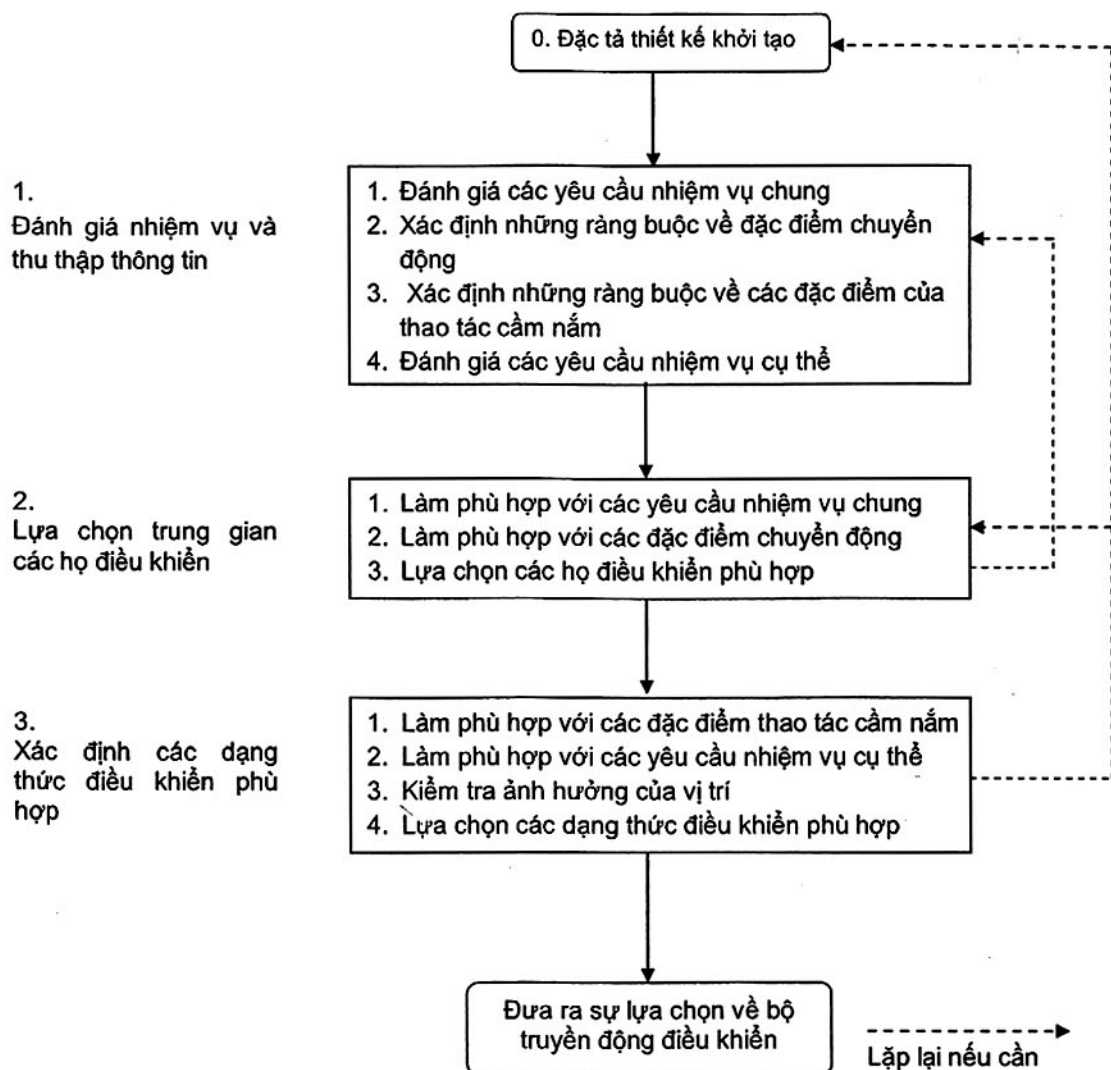 0. Đặc tả thiết kế khởi tạo
1.
Đánh giá nhiệm vụ và
thu thập thông tin
1. Đánh giá các yêu cầu nhiệm vụ chung
2. Xác định những ràng buộc về đặc điểm chuyển
động
3. Xác định những ràng buộc về các đặc điểm của
thao tác cầm nắm
4. Đánh giá các yêu cầu nhiệm vụ cụ thể
2.
Lựa chọn trung gian
các họ điều khiển
1. Làm phù hợp với các yêu cầu nhiệm vụ chung
2. Làm phù hợp với các đặc điểm chuyển động
3. Lựa chọn các họ điều khiển phù hợp
3.
Xác định các dạng
thức điều khiển phù
hợp
1. Làm phù hợp với các đặc điểm thao tác cầm nắm
2. Làm phù hợp với các yêu cầu nhiệm vụ cụ thể
3. Kiểm tra ảnh hưởng của vị trí
4. Lựa chọn các dạng thức điều khiển phù hợp
Đưa ra sự lựa chọn về bộ
truyền động điều khiển
Lặp lại nếu cần